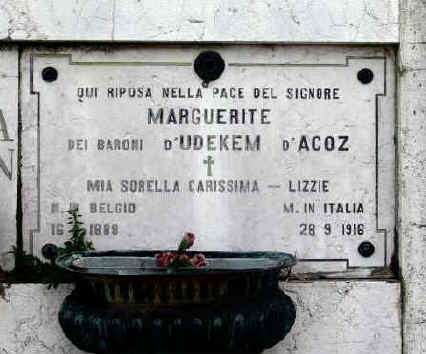 QUI RIPOSA NELLA PACE DEL SIGNORE
MARGUERITE
DEI BARONI D'UDEKEM D'ACOZ
MIA SORELLA CARISSIMA - LIZZIE
N. IN BELGIO M. IN ITALIA
16 1888 28 9 1916